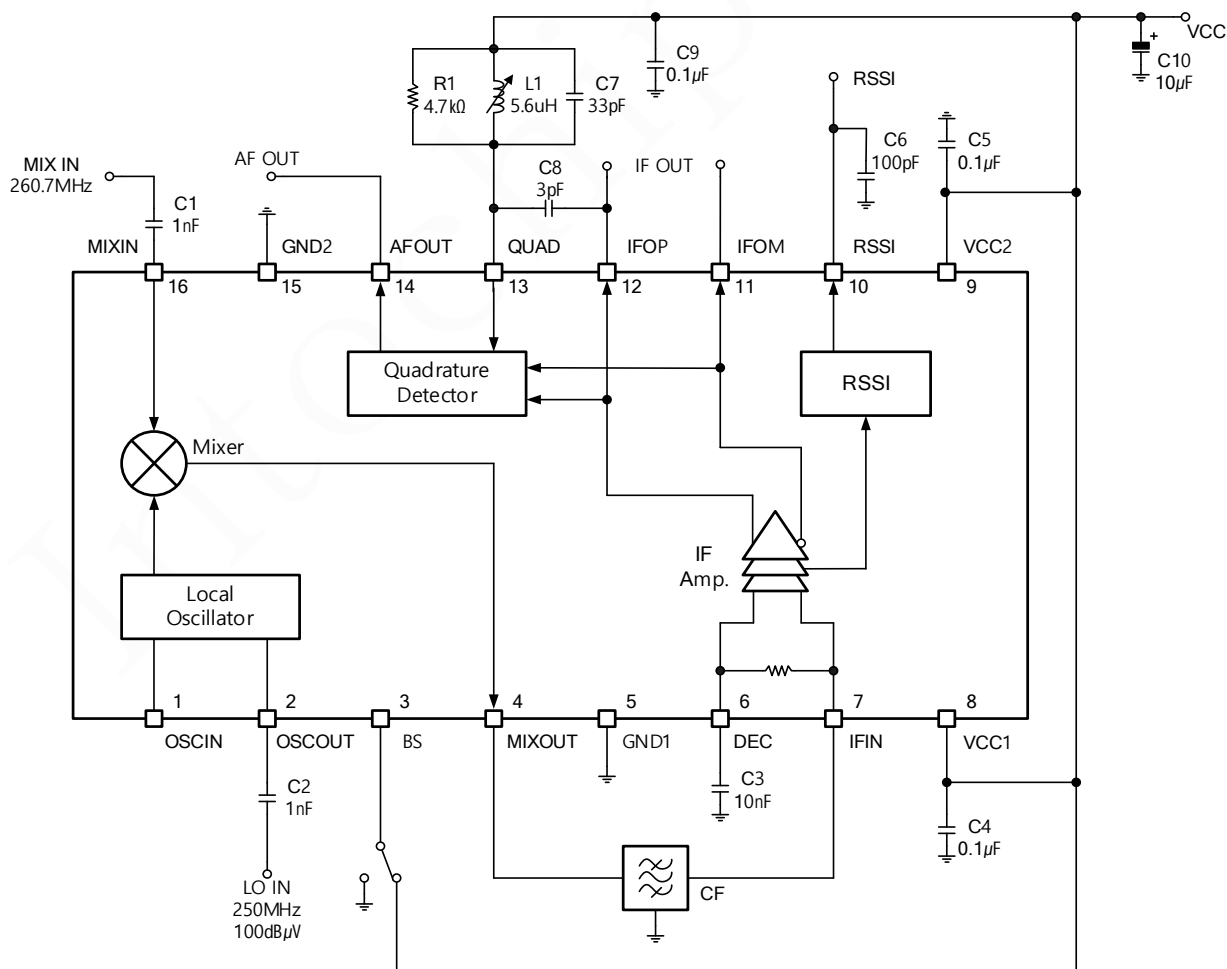 VCC
C9
0.1µF
C10
10µF
R1
4.7kΩ
L1
5.6uH
C7
33pF
RSSI
C6
100pF
C5
0.1µF
MIX IN
260.7MHz
AF OUT
C8
3pF
IF OUT
C1
1nF
MIXIN
GND2
AFOUT
QUAD
IFOP
IFOM
RSSI
VCC2
16
15
14
13
12
11
10
9
Quadrature
Detector
RSSI
Mixer
IF
Amp.
Local
Oscillator
1
2
3
4
5
6
7
8
OSCIN
OSCOUT
BS
MIXOUT
GND1
DEC
IFIN
VCC1
C2
1nF
C3
10nF
C4
0.1µF
CF
LO IN
250MHz
100dBµV